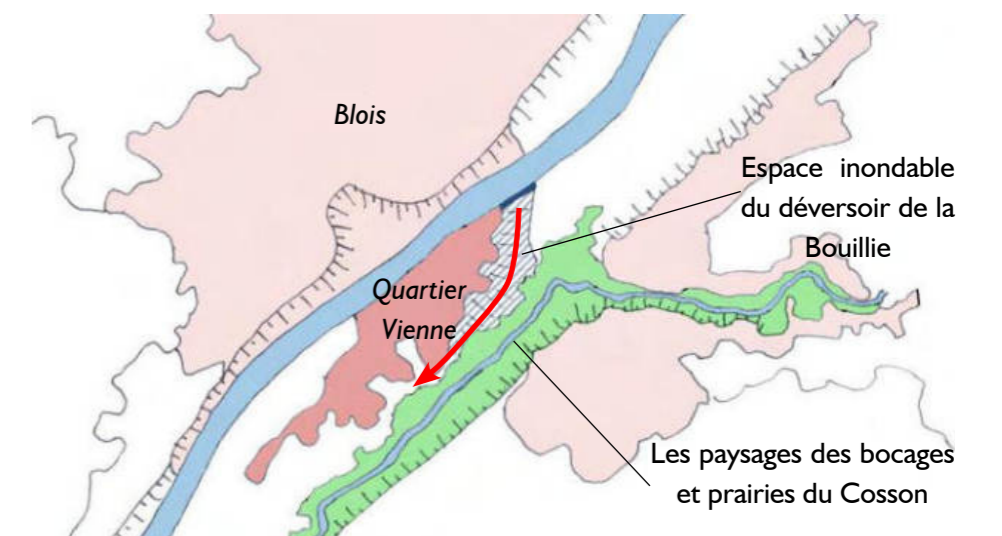 Blois
Espace inondable
du déversoir de la
Bouillie
Quartier
Vienne
Les paysages des bocages
et prairies du Cosson